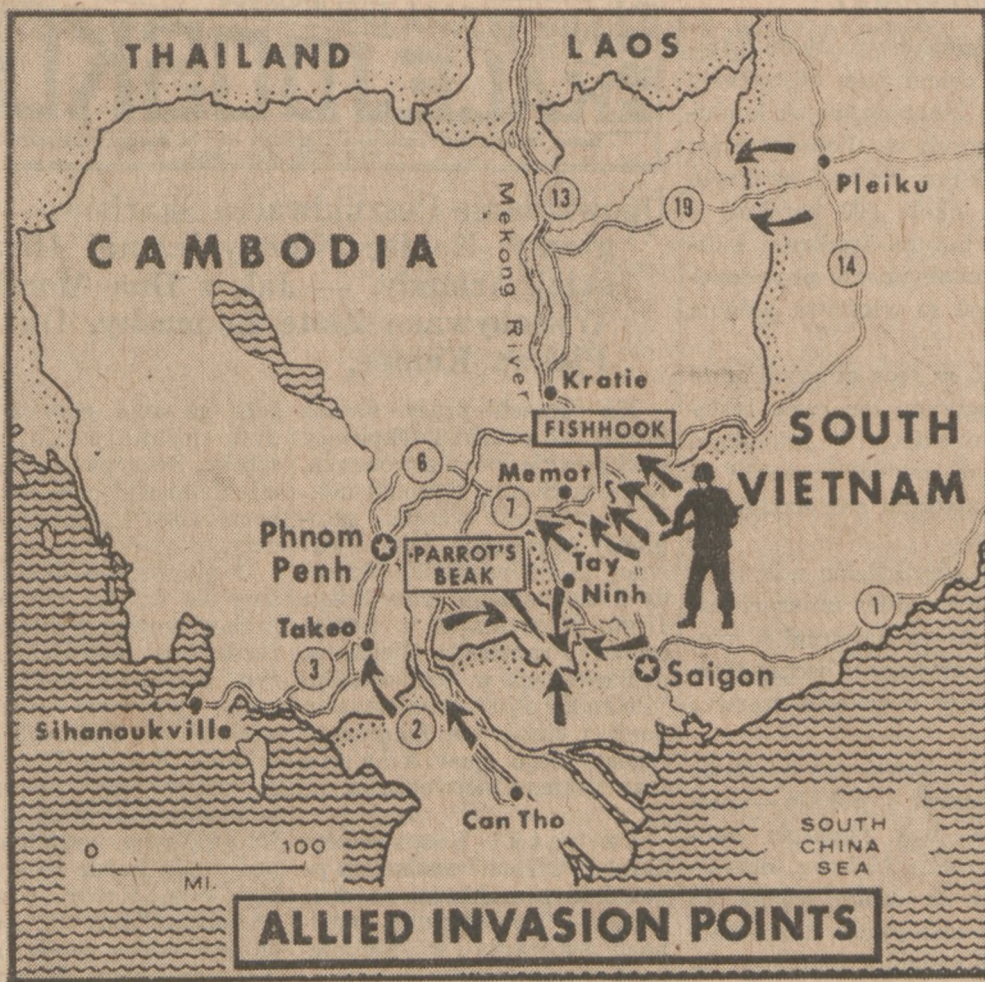 THAILAND
LAOS
Pleiku
13
19
Mekong River
CAMBODIA
14
Kratie
FISHHOOK
SOUTH
VIETNAM
6
Memot
7
Phnom
Penh
PARROT'S
BEAK
Tay
Ninh
Takeo
1
3
Saigon
Sihanoukville
2
Can Tho
0 100
MI.
SOUTH
CHINA
SEA
ALLIED INVASION POINTS